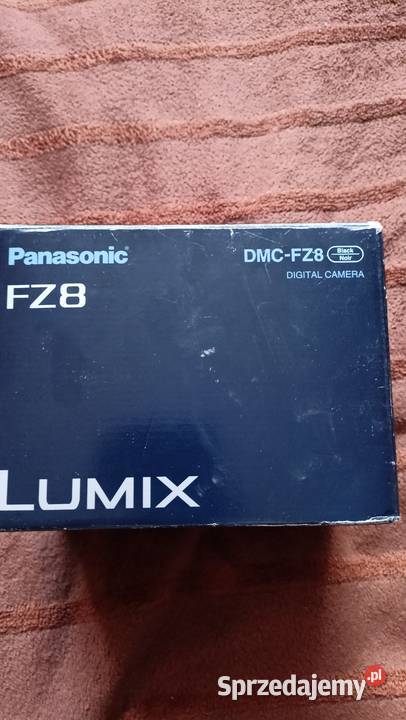 Panasonic
DMC-FZ8 Black Noir
DIGITAL CAMERA
FZ8
LUMIX
Sprzedajemy.pl